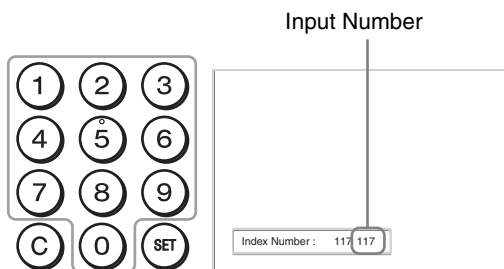 Input Number
1 2 3
4 5 6
7 8 9
C 0 SET
Index Number : 117 117